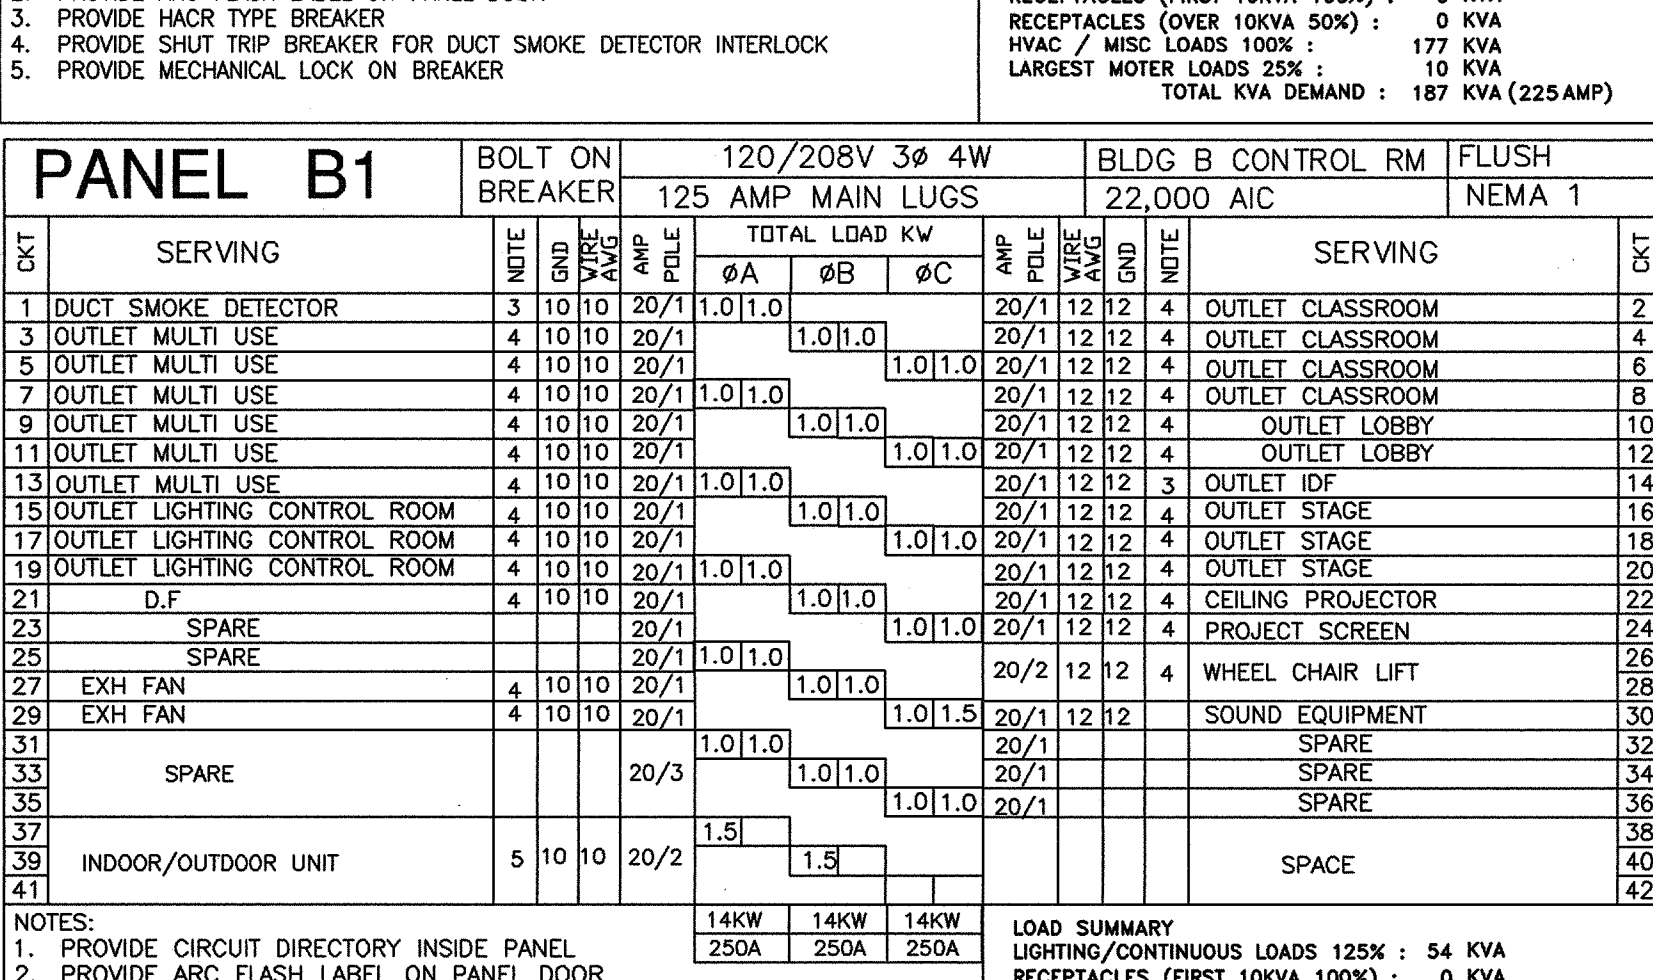 3. PROVIDE HACR TYPE BREAKER
4. PROVIDE SHUT TRIP BREAKER FOR DUCT SMOKE DETECTOR INTERLOCK
5. PROVIDE MECHANICAL LOCK ON BREAKER
RECEPTACLES (OVER 10KVA 50%) : 0 KVA
HVAC / MISC LOADS 100% : 177 KVA
LARGEST MOTER LOADS 25% : 10 KVA
TOTAL KVA DEMAND : 187 KVA (225AMP)
PANEL B1 BOLT ON BREAKER 120/208V 3ø 4W BLDG B CONTROL RM FLUSH
125 AMP MAIN LUGS 22,000 AIC NEMA 1
CKT SERVING NOTE GND WIRE AWG AMP POLE TOTAL LOAD KW AMP POLE WIRE AWG GND NOTE SERVING CKT
øA øB øC
1 DUCT SMOKE DETECTOR 3 10 10 20/1 1.0 1.0 20/1 12 12 4 OUTLET CLASSROOM 2
3 OUTLET MULTI USE 4 10 10 20/1 1.0 1.0 20/1 12 12 4 OUTLET CLASSROOM 4
5 OUTLET MULTI USE 4 10 10 20/1 1.0 1.0 20/1 12 12 4 OUTLET CLASSROOM 6
7 OUTLET MULTI USE 4 10 10 20/1 1.0 1.0 20/1 12 12 4 OUTLET CLASSROOM 8
9 OUTLET MULTI USE 4 10 10 20/1 1.0 1.0 20/1 12 12 4 OUTLET LOBBY 10
11 OUTLET MULTI USE 4 10 10 20/1 1.0 1.0 20/1 12 12 4 OUTLET LOBBY 12
13 OUTLET MULTI USE 4 10 10 20/1 1.0 1.0 20/1 12 12 3 OUTLET IDF 14
15 OUTLET LIGHTING CONTROL ROOM 4 10 10 20/1 1.0 1.0 20/1 12 12 4 OUTLET STAGE 16
17 OUTLET LIGHTING CONTROL ROOM 4 10 10 20/1 1.0 1.0 20/1 12 12 4 OUTLET STAGE 18
19 OUTLET LIGHTING CONTROL ROOM 4 10 10 20/1 1.0 1.0 20/1 12 12 4 OUTLET STAGE 20
21 D.F 4 10 10 20/1 1.0 1.0 20/1 12 12 4 CEILING PROJECTOR 22
23 SPARE 20/1 1.0 1.0 20/1 12 12 4 PROJECT SCREEN 24
25 SPARE 20/1 1.0 1.0 20/2 12 12 4 WHEEL CHAIR LIFT 26
27 EXH FAN 4 10 10 20/1 1.0 1.0 28
29 EXH FAN 4 10 10 20/1 1.0 1.5 20/1 12 12 SOUND EQUIPMENT 30
31 1.0 1.0 20/1 SPARE 32
33 SPARE 20/3 1.0 1.0 20/1 SPARE 34
35 1.0 1.0 20/1 SPARE 36
37 1.5 38
39 INDOOR/OUTDOOR UNIT 5 10 10 20/2 1.5 SPACE 40
41 42
14KW 14KW 14KW
250A 250A 250A
NOTES:
1. PROVIDE CIRCUIT DIRECTORY INSIDE PANEL
2. PROVIDE ARC FLASH LABEL ON PANEL DOOR
LOAD SUMMARY
LIGHTING/CONTINUOUS LOADS 125% : 54 KVA
RECEPTACLES (FIRST 10KVA 100%) : 0 KVA